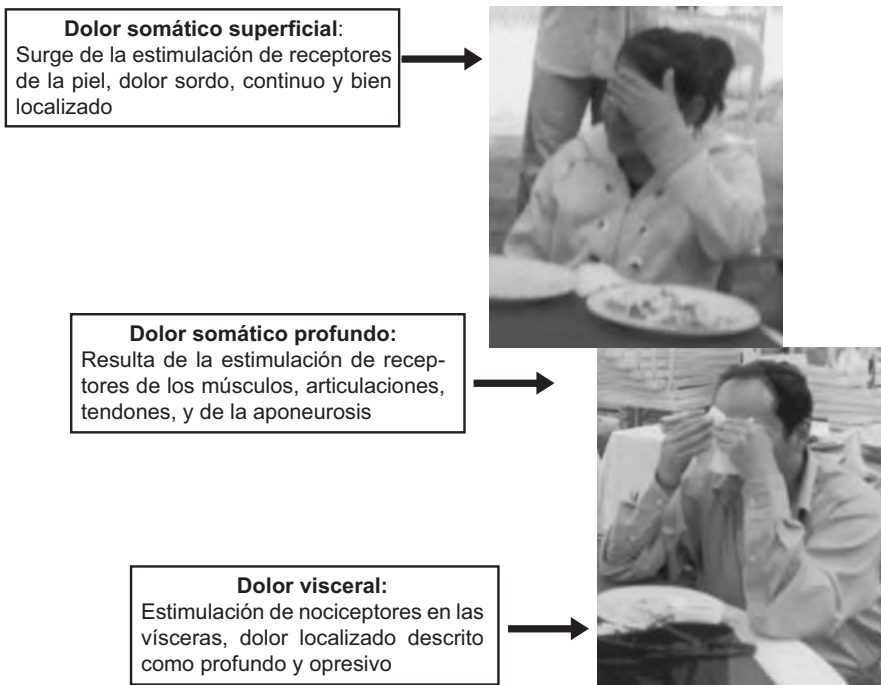 Dolor somático superficial:
Surge de la estimulación de receptores
de la piel, dolor sordo, continuo y bien
localizado
Dolor somático profundo:
Resulta de la estimulación de recep-
tores de los músculos, articulaciones,
tendones, y de la aponeurosis
Dolor visceral:
Estimulación de nociceptores en las
vísceras, dolor localizado descrito
como profundo y opresivo